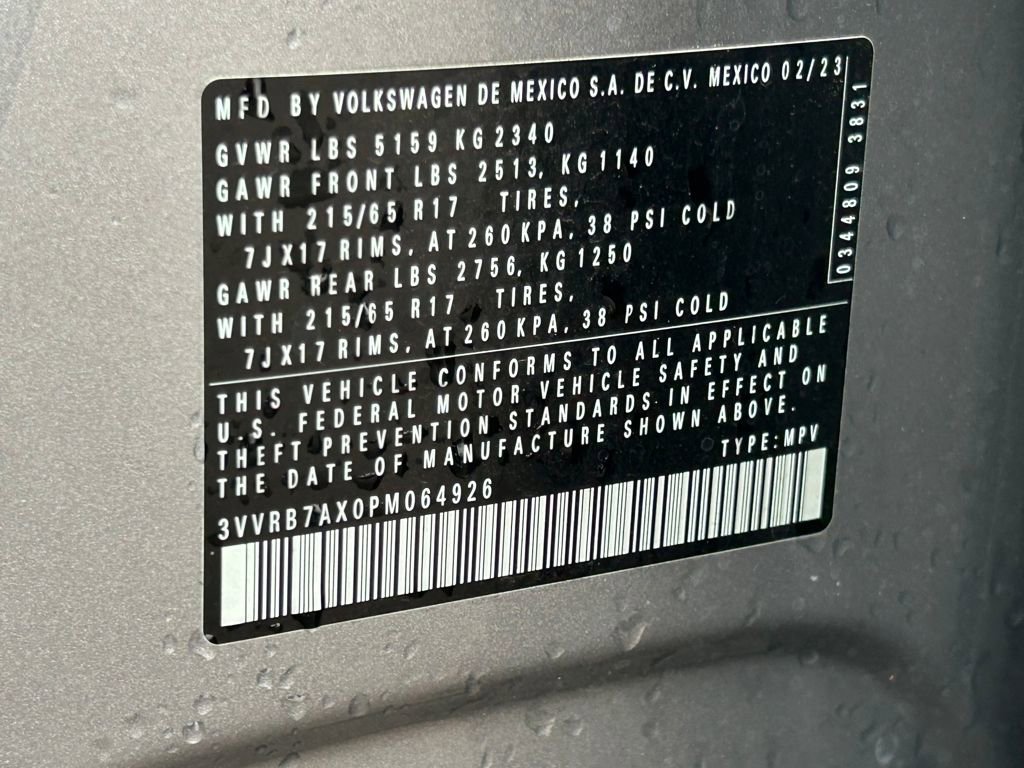 MFD. BY VOLKSWAGEN DE MEXICO S.A. DE C.V. MEXICO 02/23
GVWR LBS 5159 KG 2340
GAWR FRONT LBS 2513, KG 1140
WITH 215/65 R17 TIRES,
7JX17 RIMS, AT 260 KPA, 38 PSI COLD
GAWR REAR LBS 2756, KG 1250
WITH 215/65 R17 TIRES,
7JX17 RIMS, AT 260 KPA, 38 PSI COLD
0344809 3831
THIS VEHICLE CONFORMS TO ALL APPLICABLE
U.S. FEDERAL MOTOR VEHICLE SAFETY AND
THEFT PREVENTION STANDARDS IN EFFECT ON
THE DATE OF MANUFACTURE SHOWN ABOVE.
TYPE: MPV
3VVRB7AX0PM064926